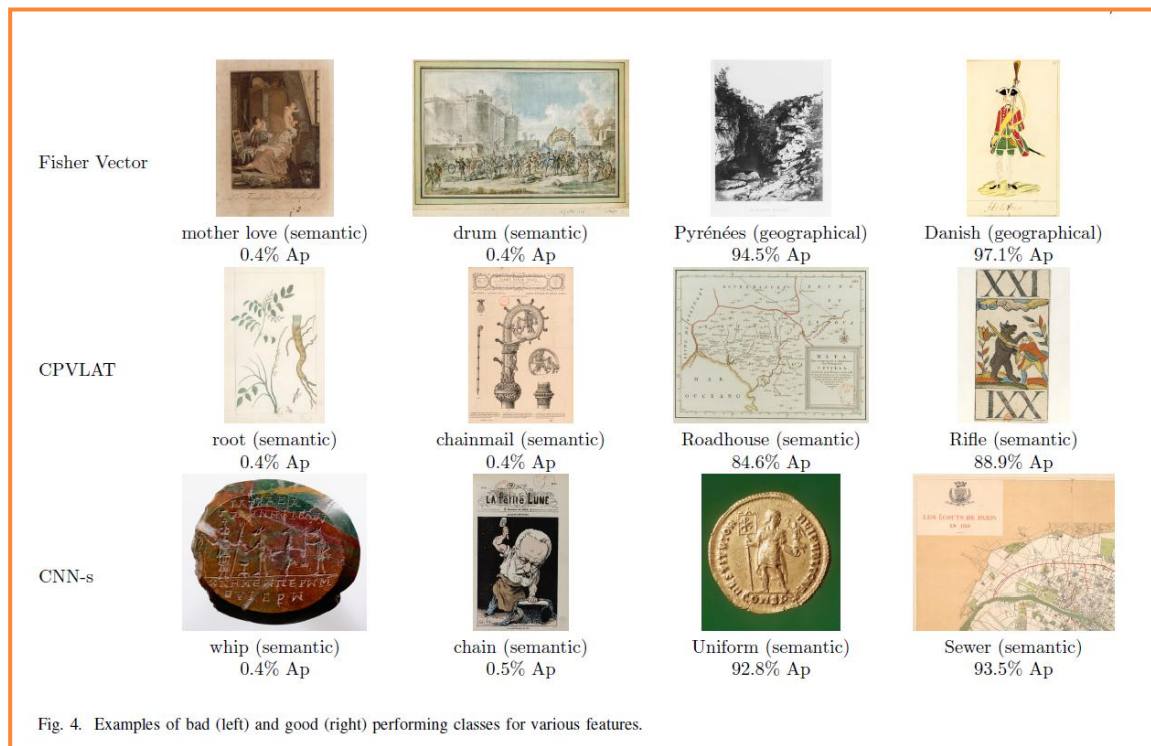 Fisher Vector
mother love (semantic)
0.4% Ap
drum (semantic)
0.4% Ap
Pyrénées (geographical)
94.5% Ap
Danish (geographical)
97.1% Ap
XXI
MAPA
MAR
OCCEANO
IXX
CPVLAT
root (semantic)
0.4% Ap
chainmail (semantic)
0.4% Ap
Roadhouse (semantic)
84.6% Ap
Rifle (semantic)
88.9% Ap
LA Petite LUNE
LES ÉGOUTS DE PARIS
CNN-s
whip (semantic)
0.4% Ap
chain (semantic)
0.5% Ap
Uniform (semantic)
92.8% Ap
Sewer (semantic)
93.5% Ap
Fig. 4. Examples of bad (left) and good (right) performing classes for various features.